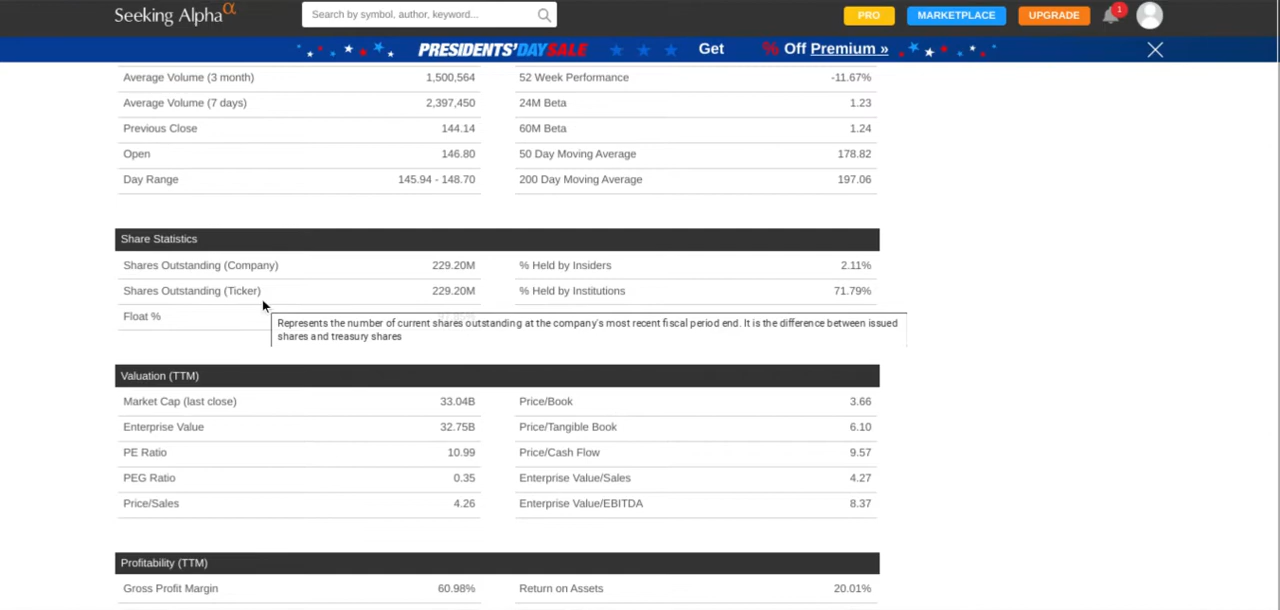 Seeking Alpha α
Search by symbol, author, keyword...
PRO
MARKETPLACE
UPGRADE
1
PRESIDENTS' DAY SALE
Get % Off Premium »
Average Volume (3 month) 1,500,564 52 Week Performance -11.67%
Average Volume (7 days) 2,397,450 24M Beta 1.23
Previous Close 144.14 60M Beta 1.24
Open 146.80 50 Day Moving Average 178.82
Day Range 145.94 - 148.70 200 Day Moving Average 197.06
Share Statistics
Shares Outstanding (Company) 229.20M % Held by Insiders 2.11%
Shares Outstanding (Ticker) 229.20M % Held by Institutions 71.79%
Float %
Represents the number of current shares outstanding at the company's most recent fiscal period end. It is the difference between issued
shares and treasury shares
Valuation (TTM)
Market Cap (last close) 33.04B Price/Book 3.66
Enterprise Value 32.75B Price/Tangible Book 6.10
PE Ratio 10.99 Price/Cash Flow 9.57
PEG Ratio 0.35 Enterprise Value/Sales 4.27
Price/Sales 4.26 Enterprise Value/EBITDA 8.37
Profitability (TTM)
Gross Profit Margin 60.98% Return on Assets 20.01%